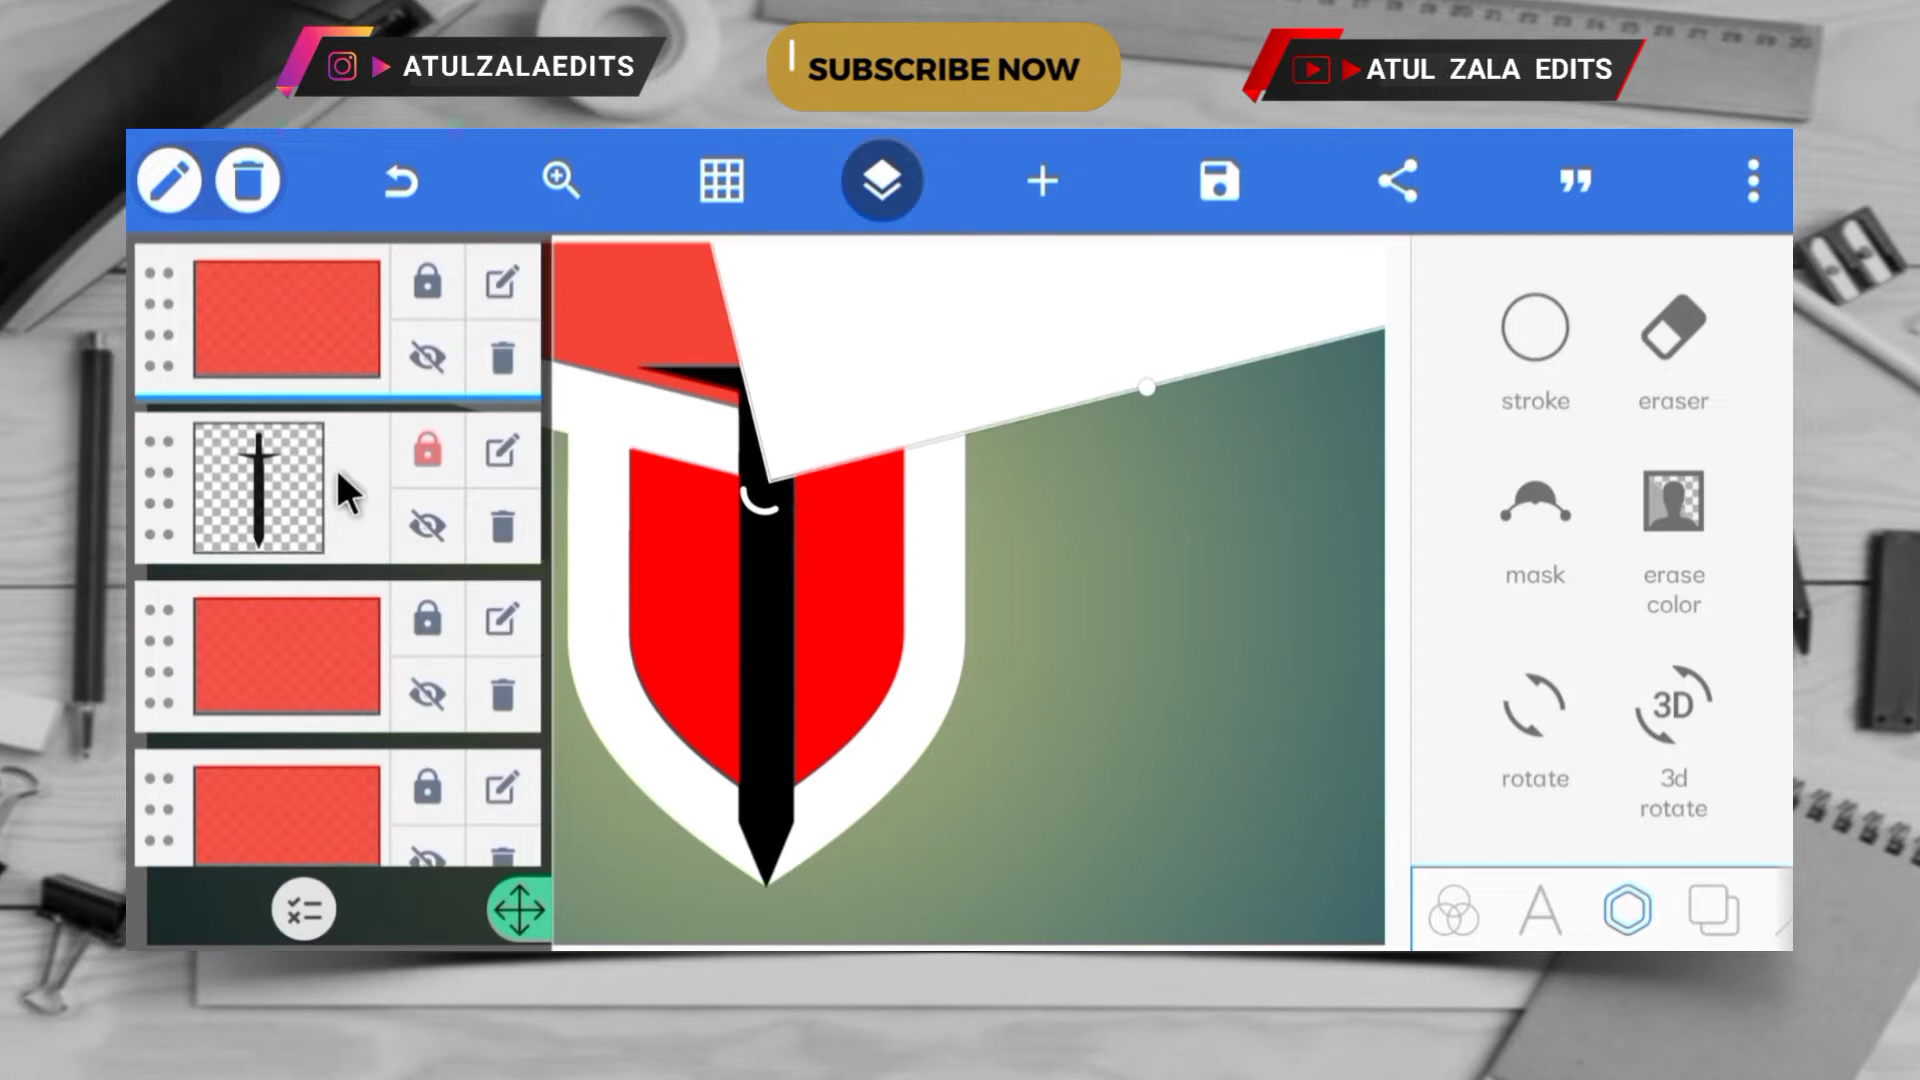 ATULZALAEDITS
SUBSCRIBE NOW
ATUL ZALA EDITS
stroke
eraser
mask
erase
color
rotate
3D
3d
rotate